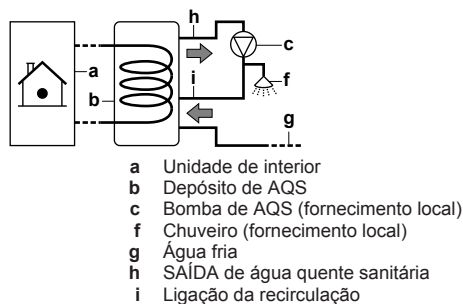 h
c
a
f
b
i
g
a Unidade de interior
b Depósito de AQS
c Bomba de AQS (fornecimento local)
f Chuveiro (fornecimento local)
g Água fria
h SAÍDA de água quente sanitária
i Ligação da recirculação